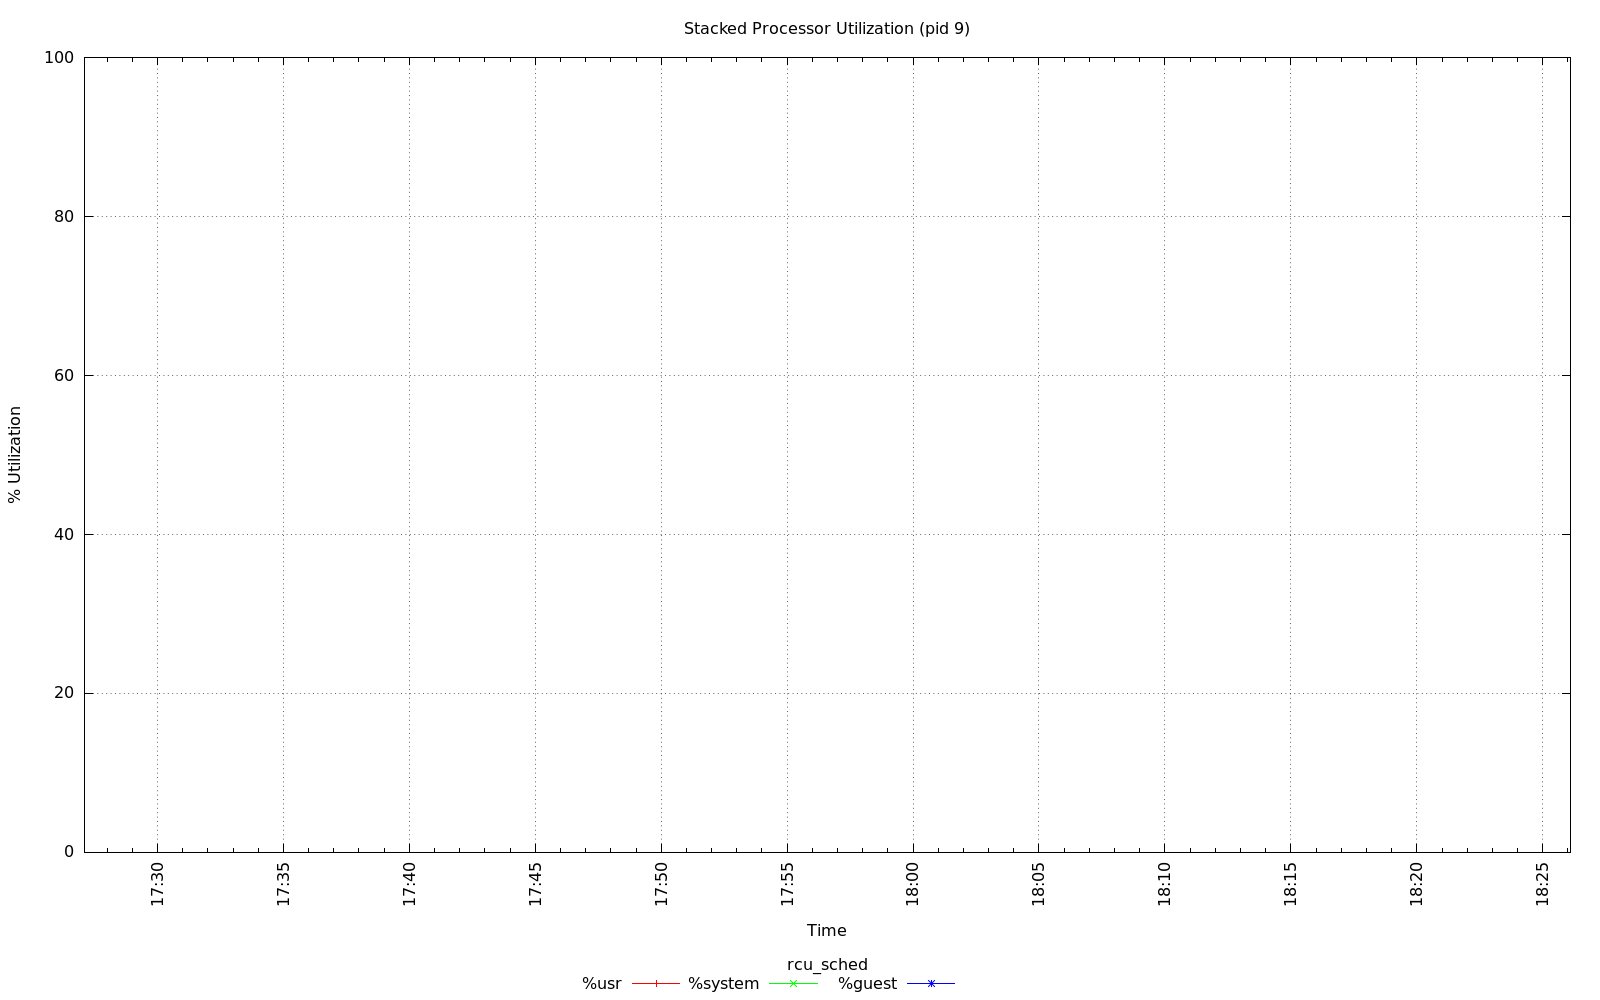 Stacked Processor Utilization (pid 9)
100
80
60
40
20
0
% Utilization
17:30 17:35 17:40 17:45 17:50 17:55 18:00 18:05 18:10 18:15 18:20 18:25
Time
rcu_sched
%usr %system %guest